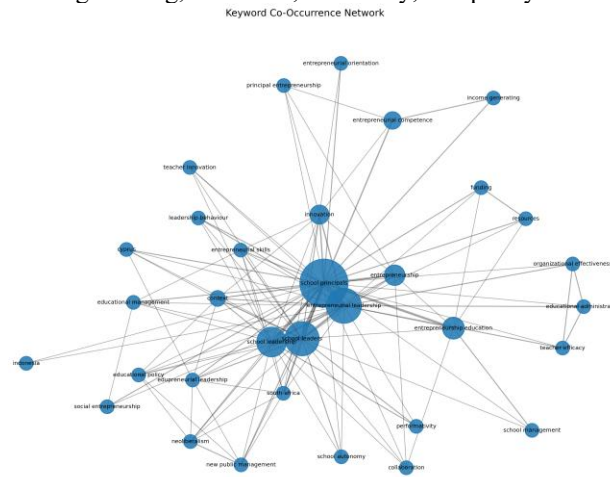 Keyword Co-Occurrence Network
entrepreneurial orientation
principal entrepreneurship
income generating
entrepreneurial competence
teacher innovation
funding
leadership behaviour
innovation
resources
entrepreneurial skills
organizational effectiveness
entrepreneurship
school principals
context
educational management
entrepreneurial leadership
educational administrat
entrepreneurship education
school leadership
school leaders
teacher efficacy
indonesia
educational policy
edupreneurial leadership
south africa
social entrepreneurship
performativity
school management
neoliberalism
new public management
school autonomy
collaboration